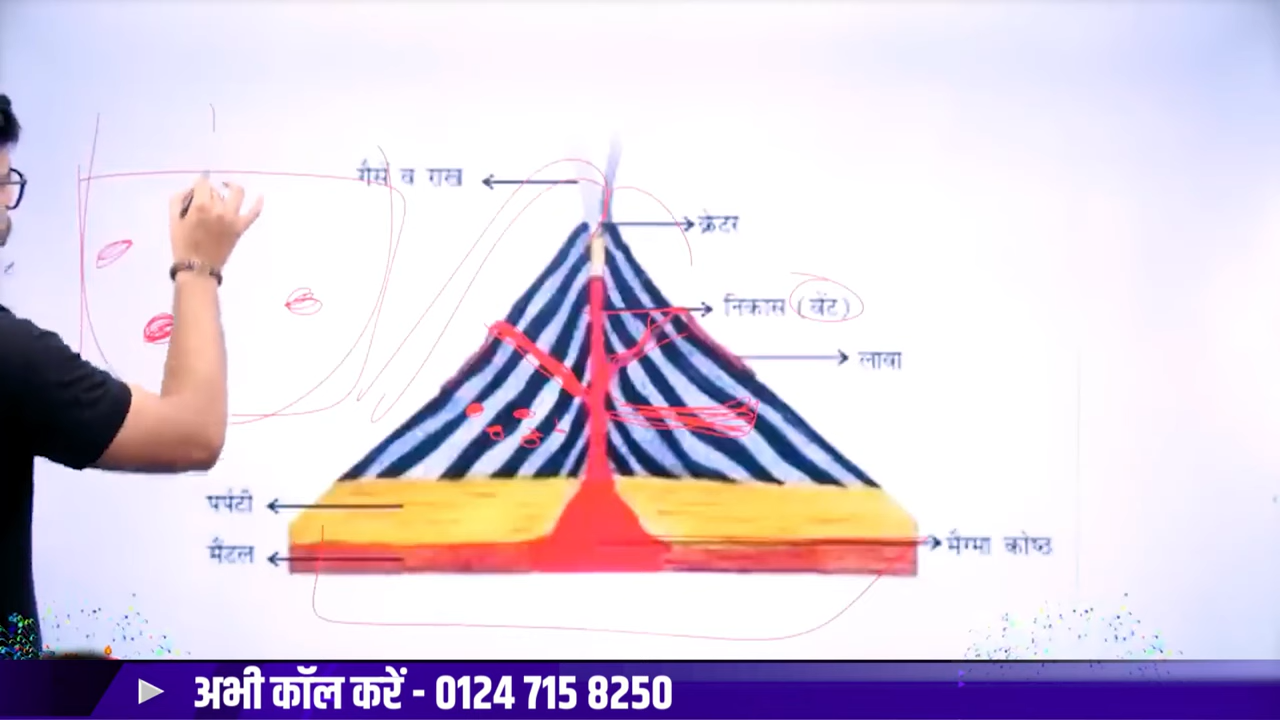 गैसें व राख
क्रेटर
निकास (वेंट)
लावा
पर्पटी
मैंटल
मैग्मा कोष्ठ
अभी कॉल करें - 0124 715 8250